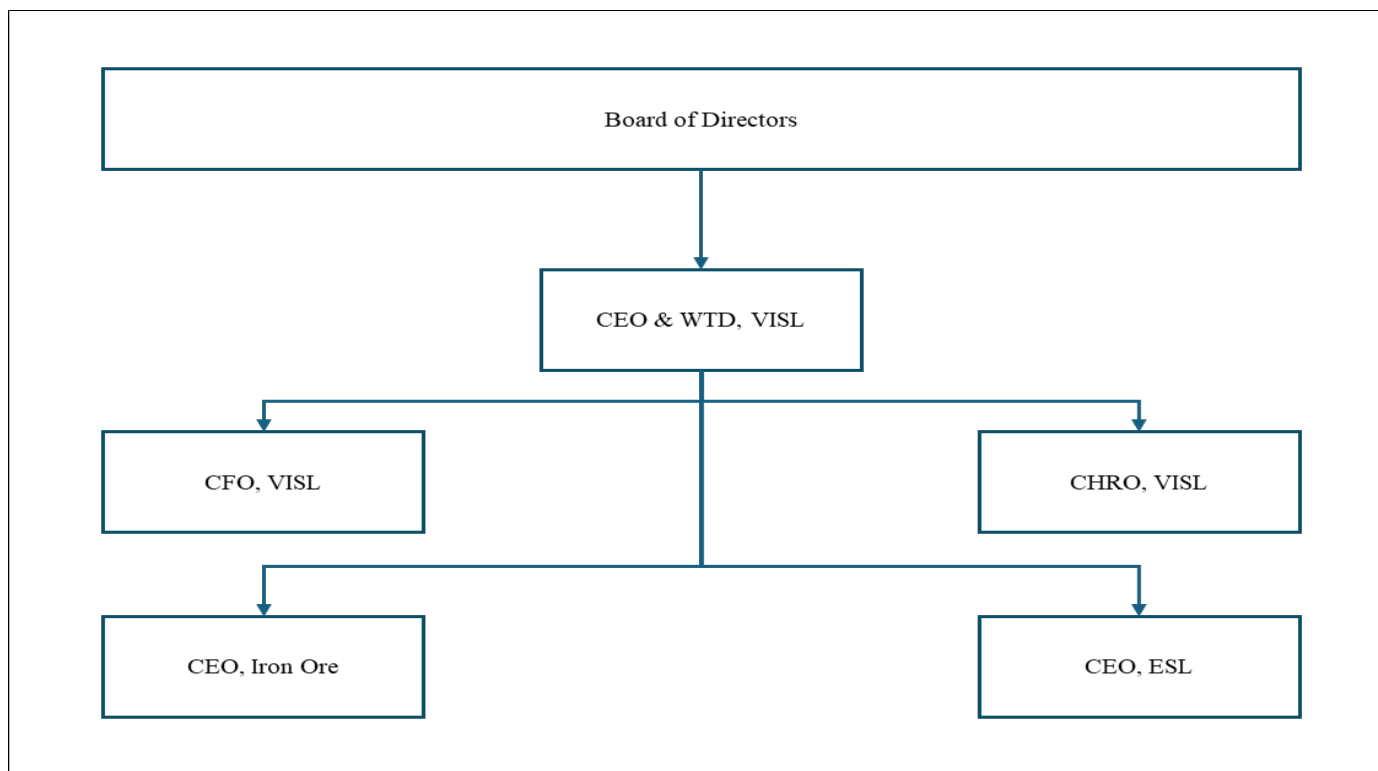 Board of Directors
CEO & WTD, VISL
CFO, VISL
CHRO, VISL
CEO, Iron Ore
CEO, ESL